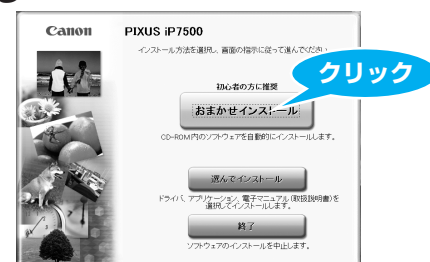 Canon
PIXUS iP7500
インストール方法を選択し、画面の指示に従って進んでください。
クリック
初心者の方に推奨
おまかせインストール
CD-ROM内のソフトウェアを自動的にインストールします。
選んでインストール
ドライバ、アプリケーション、電子マニュアル(取扱説明書)を
選択してインストールします。
終了
ソフトウェアのインストールを中止します。